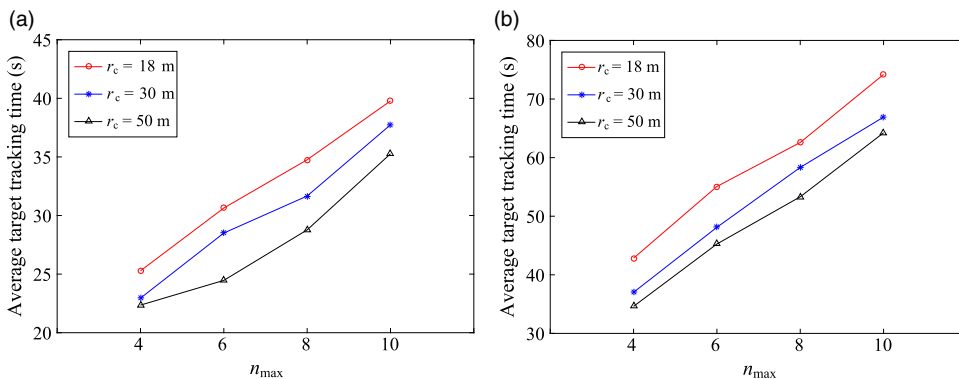 (a)
Average target tracking time (s)
45
40
35
30
25
20
4
6
8
10
n_max
r_c = 18 m
r_c = 30 m
r_c = 50 m
(b)
Average target tracking time (s)
80
70
60
50
40
30
4
6
8
10
n_max
r_c = 18 m
r_c = 30 m
r_c = 50 m